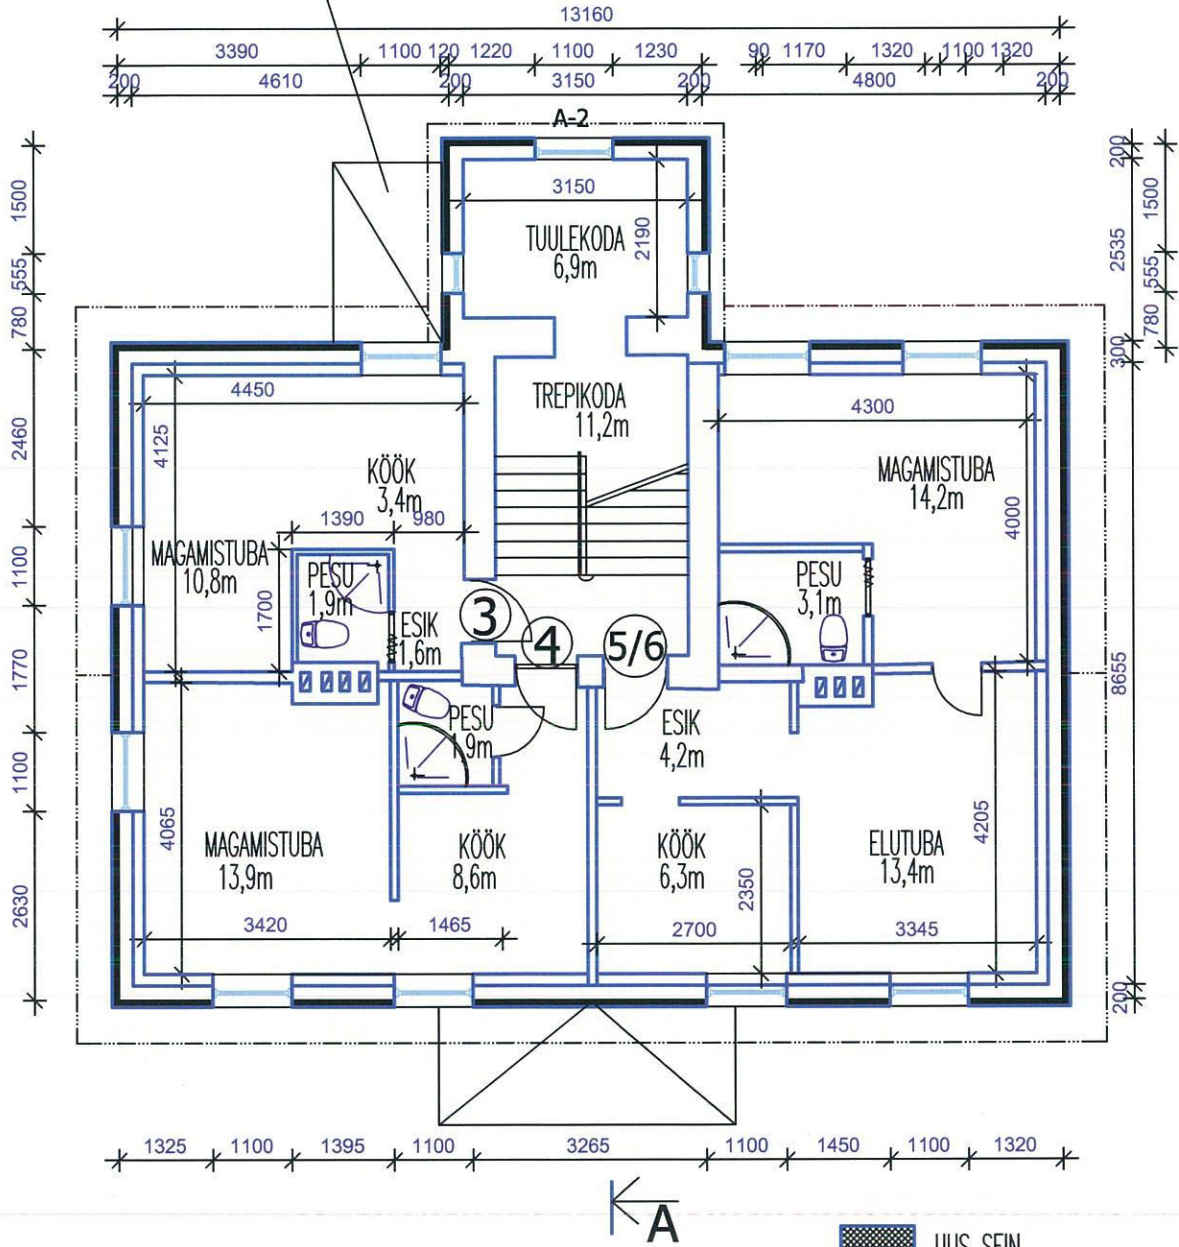 13160
3390 1100 120 1220 1100 1230 90 1170 1320 1100 1320
200 4610 200 3150 200 4800 200
A-2
1500
555
780
2460
1100
1770
1100
2630
3150
2190
TUULEKODA
6,9m
200
2535
300
8655
200
1500
555
780
4450
4125
TREPIKODA
11,2m
4300
KÖÖK
3,4m
MAGAMISTUBA
14,2m
4000
1390 980
MAGAMISTUBA
10,8m
1700
PESU
1,9m
ESIK
1,6m
3
4
5/6
PESU
3,1m
PESU
1,9m
ESIK
4,2m
4065
MAGAMISTUBA
13,9m
KÖÖK
8,6m
KÖÖK
6,3m
2350
ELUTUBA
13,4m
4205
3420 1465 2700 3345
1325 1100 1395 1100 3265 1100 1450 1100 1320
A
UUS SEIN